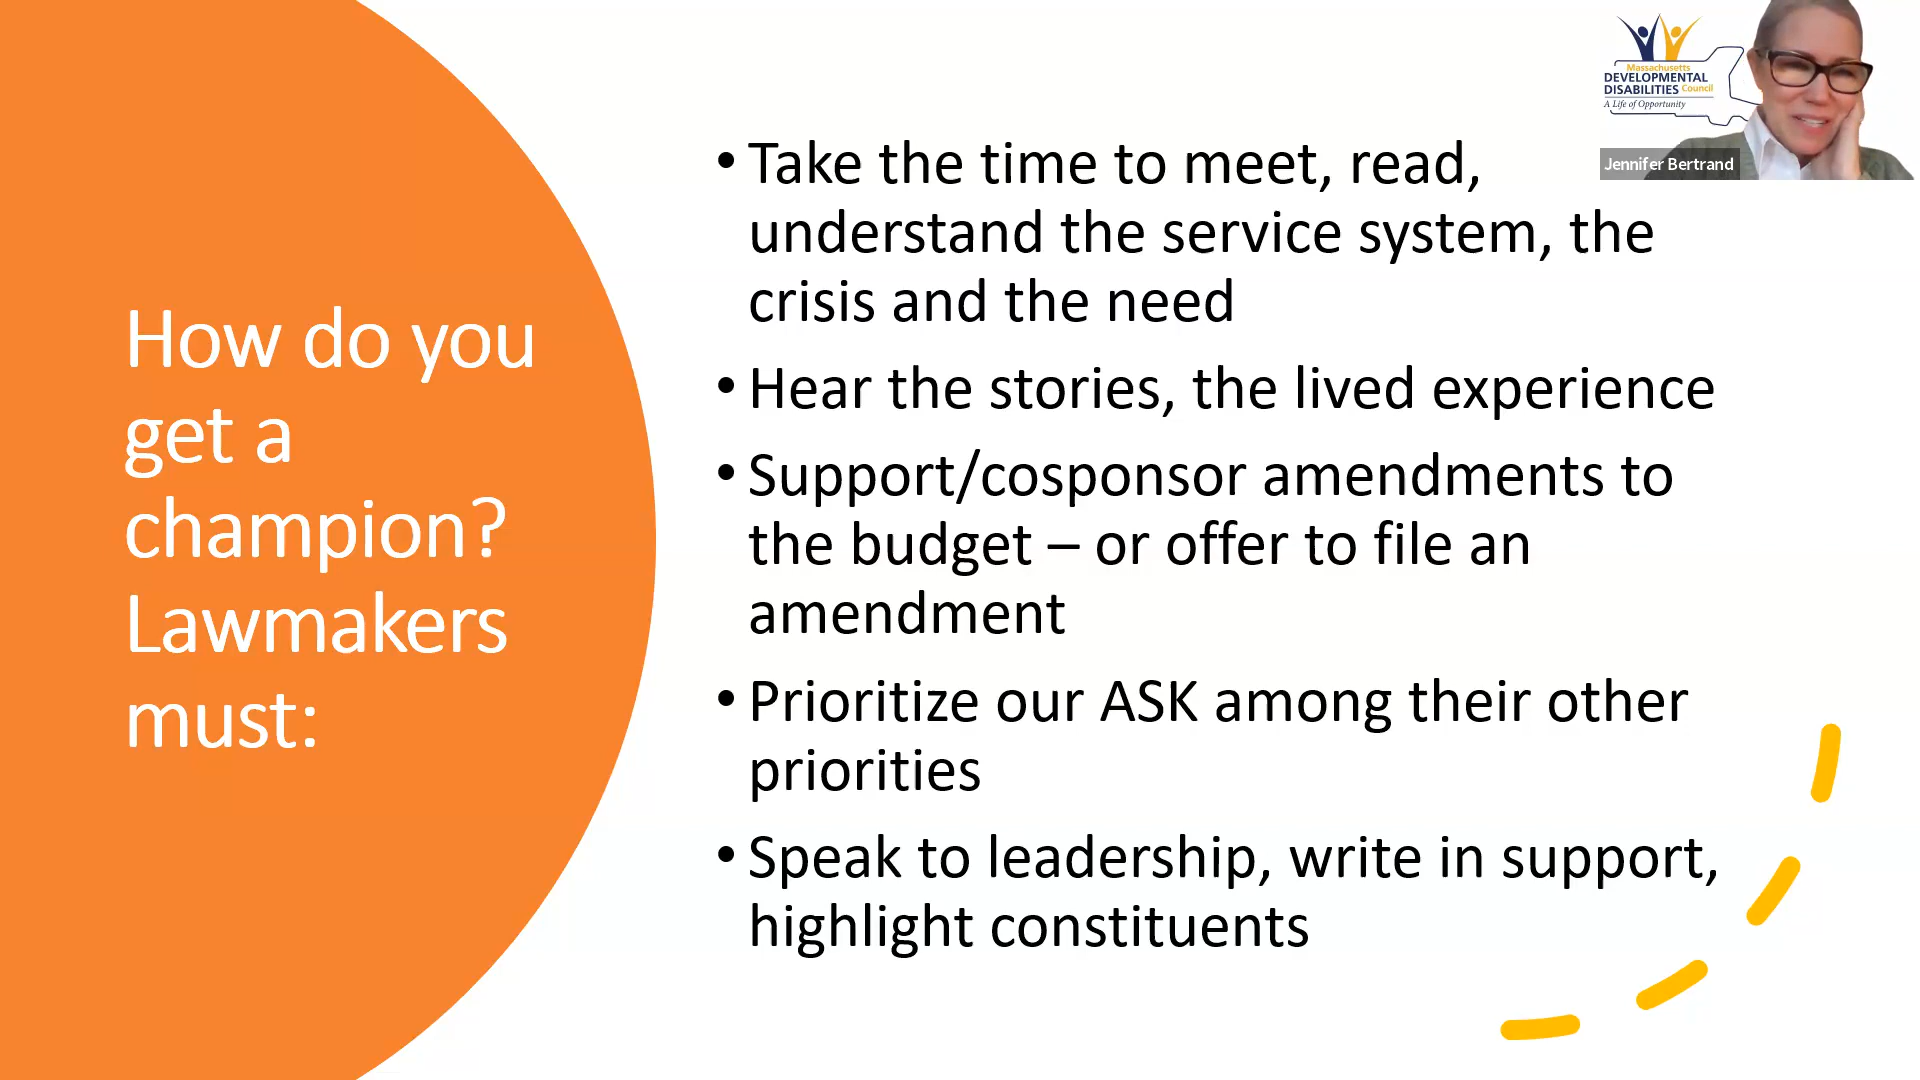 How do you
get a
champion?
Lawmakers
must:
• Take the time to meet, read,
understand the service system, the
crisis and the need
• Hear the stories, the lived experience
• Support/cosponsor amendments to
the budget – or offer to file an
amendment
• Prioritize our ASK among their other
priorities
• Speak to leadership, write in support,
highlight constituents
Massachusetts
DEVELOPMENTAL
DISABILITIES Council
A Life of Opportunity
Jennifer Bertrand